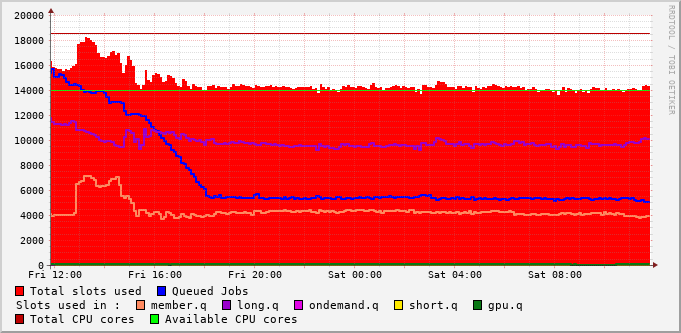 RRDTOOL / TOBI OETIKER
20000
18000
16000
14000
12000
10000
8000
6000
4000
2000
0
Fri 12:00 Fri 16:00 Fri 20:00 Sat 00:00 Sat 04:00 Sat 08:00
Total slots used Queued Jobs
Slots used in : member.q long.q ondemand.q short.q gpu.q
Total CPU cores Available CPU cores